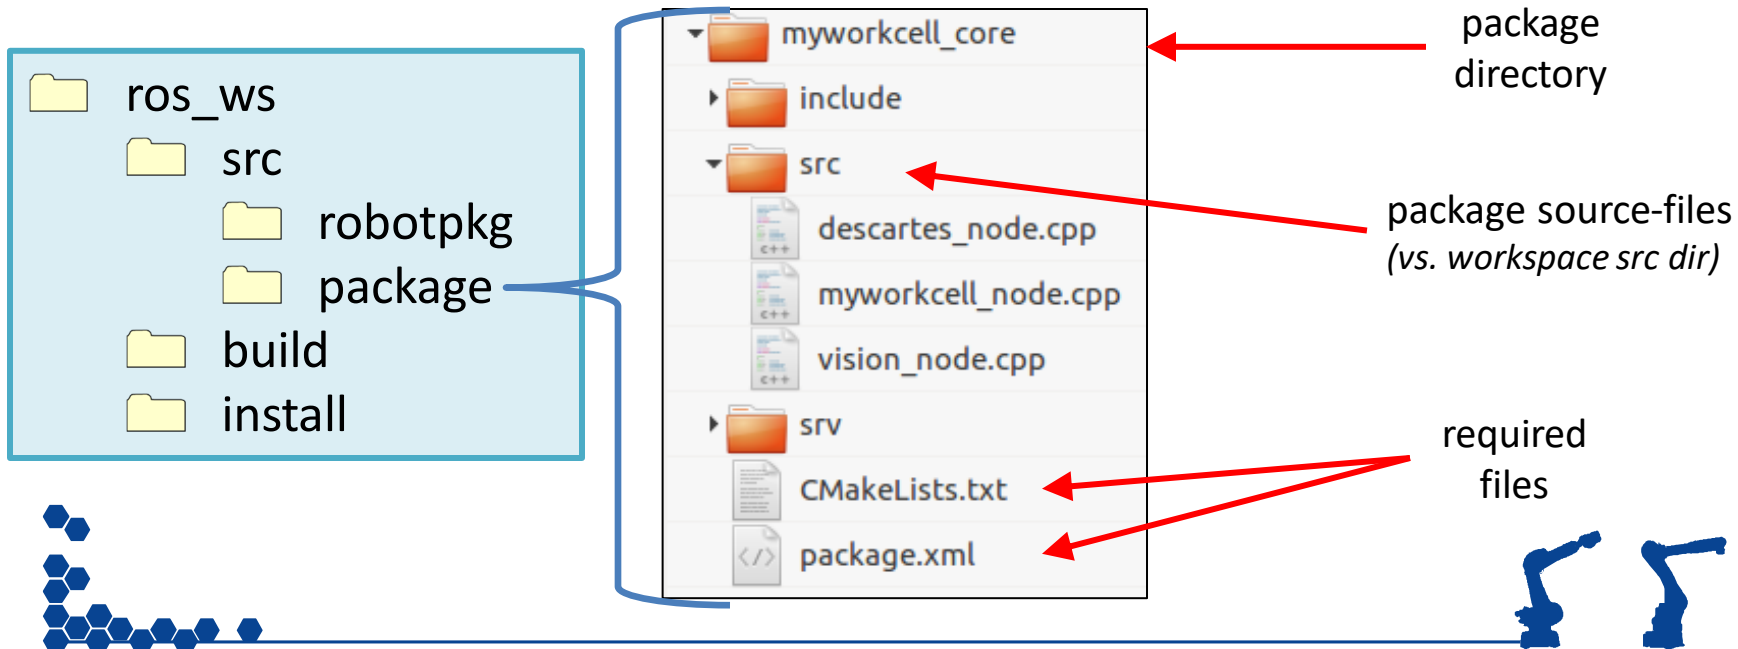 ros_ws
src
robotpkg
package
build
install
myworkcell_core
include
src
descartes_node.cpp
myworkcell_node.cpp
vision_node.cpp
srv
CMakeLists.txt
package.xml
C++
C++
C++
</>
package
directory
package source-files
(vs. workspace src dir)
required
files